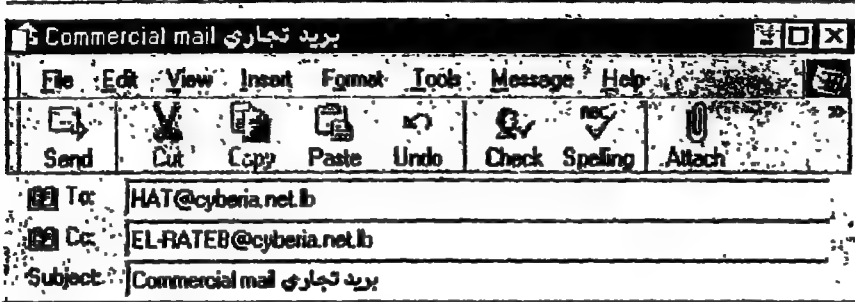 Commercial mail بريد تجاري
File Edit View Insert Format Tools Message Help
Send Cut Copy Paste Undo Check Spelling Attach
To: HAT@cyberia.net.lb
Cc: EL-RATEB@cyberia.net.lb
Subject: Commercial mail بريد تجاري